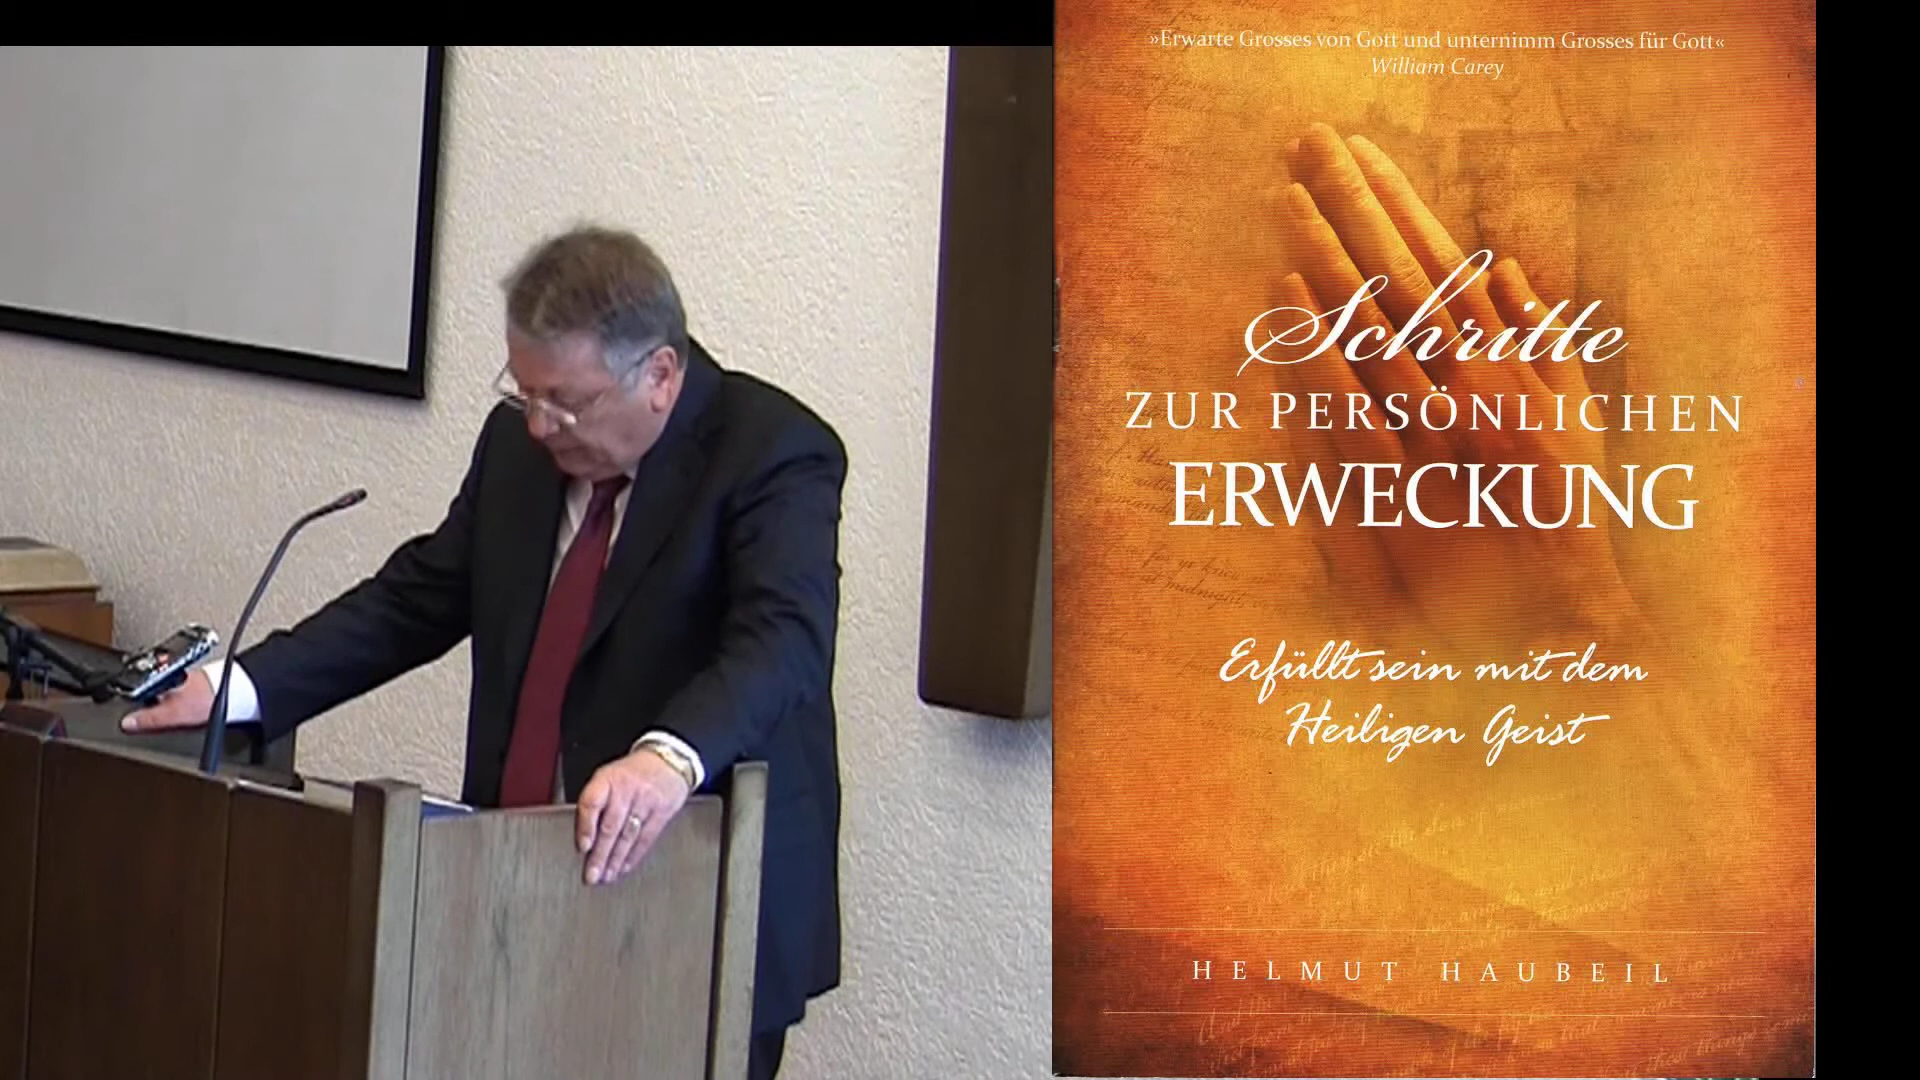 »Erwarte Grosses von Gott und unternimm Grosses für Gott«
William Carey
Schritte
ZUR PERSÖNLICHEN
ERWECKUNG
Erfüllt sein mit dem
Heiligen Geist
HELMUT HAUBEIL